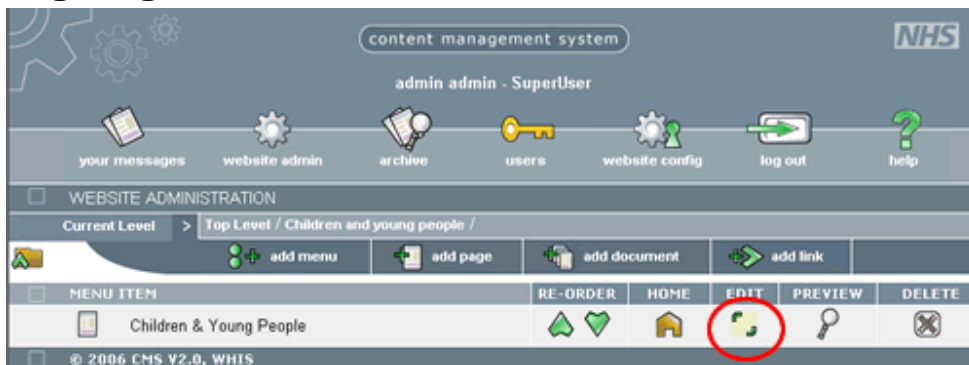 content management system
NHS
admin admin - SuperUser
your messages website admin archive users website config log out help
WEBSITE ADMINISTRATION
Current Level > Top Level / Children and young people /
add menu add page add document add link
MENU ITEM RE-ORDER HOME EDIT PREVIEW DELETE
Children & Young People
© 2006 CMS V2.0, WHIS